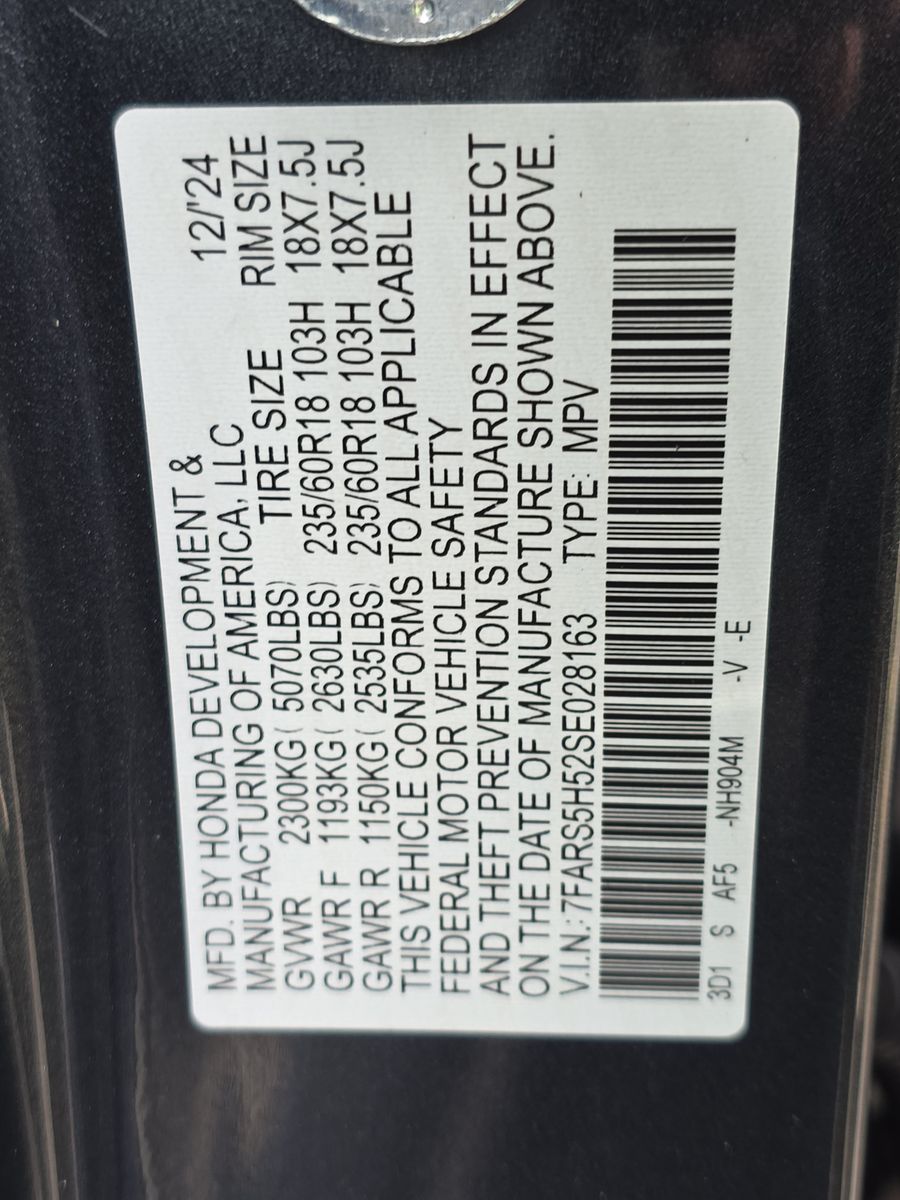 MFD. BY HONDA DEVELOPMENT & 12/'24
MANUFACTURING OF AMERICA, LLC
TIRE SIZE RIM SIZE
GVWR 2300KG( 5070LBS) 235/60R18 103H 18X7.5J
GAWR F 1193KG( 2630LBS) 235/60R18 103H 18X7.5J
GAWR R 1150KG( 2535LBS)
THIS VEHICLE CONFORMS TO ALL APPLICABLE
FEDERAL MOTOR VEHICLE SAFETY
AND THEFT PREVENTION STANDARDS IN EFFECT
ON THE DATE OF MANUFACTURE SHOWN ABOVE.
V.I.N.: 7FARS5H52SE028163 TYPE: MPV
3D1 S AF5 -NH904M -V -E